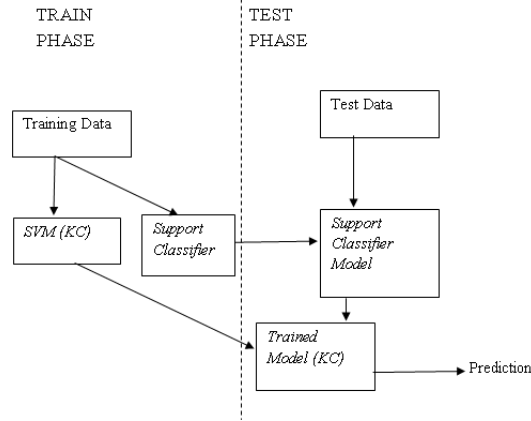 TRAIN
PHASE
TEST
PHASE
Training Data
Test Data
SVM (KC)
Support
Classifier
Support
Classifier
Model
Trained
Model (KC)
Prediction